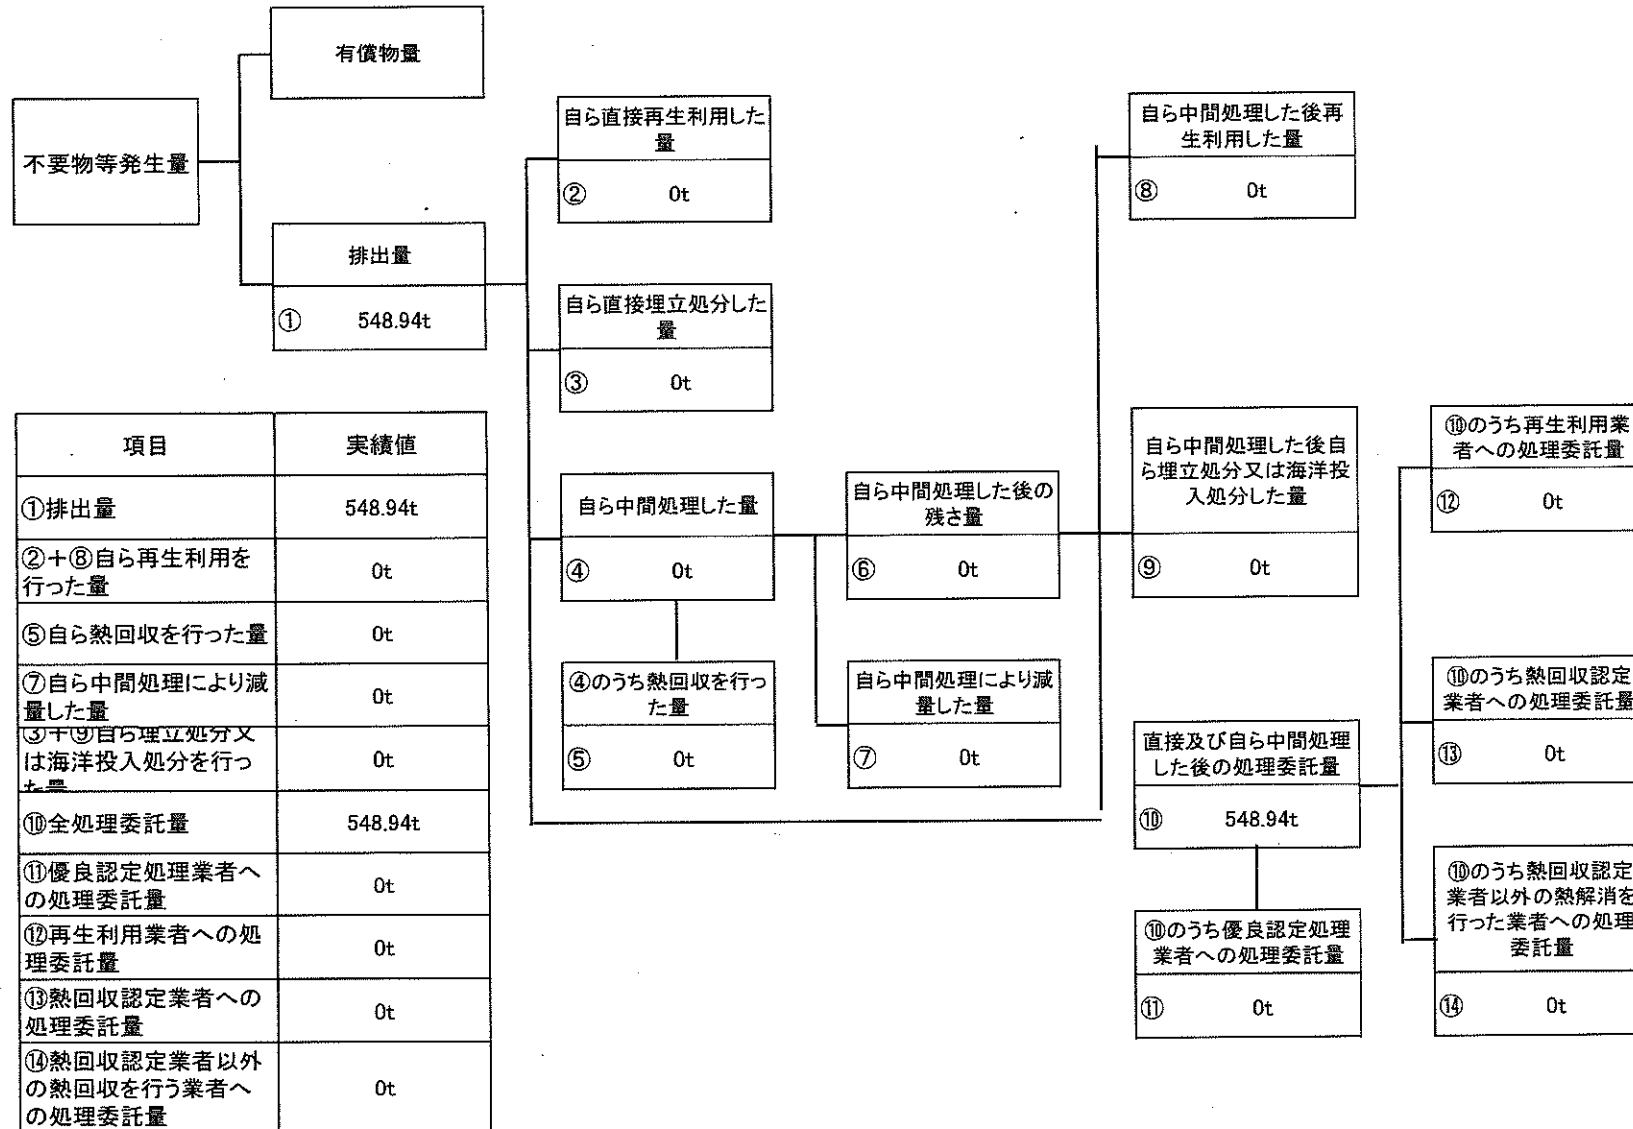 有償物量
不要物等発生量
排出量
① 548.94t
自ら直接再生利用した
量
② 0t
自ら直接埋立処分した
量
③ 0t
自ら中間処理した量
④ 0t
④のうち熱回収を行っ
た量
⑤ 0t
自ら中間処理した後の
残さ量
⑥ 0t
自ら中間処理により減
量した量
⑦ 0t
自ら中間処理した後再
生利用した量
⑧ 0t
自ら中間処理した後自
ら埋立処分又は海洋投
入処分した量
⑨ 0t
直接及び自ら中間処理
した後の処理委託量
⑩ 548.94t
⑩のうち優良認定処理
業者への処理委託量
⑪ 0t
⑩のうち再生利用業
者への処理委託量
⑫ 0t
⑩のうち熱回収認定
業者への処理委託量
⑬ 0t
⑩のうち熱回収認定
業者以外の熱解消を
行った業者への処理
委託量
⑭ 0t
項目 実績値
①排出量 548.94t
②+⑧自ら再生利用を
行った量 0t
⑤自ら熱回収を行った量 0t
⑦自ら中間処理により減
量した量 0t
③+⑨自ら埋立処分又
は海洋投入処分を行っ
た量 0t
⑩全処理委託量 548.94t
⑪優良認定処理業者へ
の処理委託量 0t
⑫再生利用業者への処
理委託量 0t
⑬熱回収認定業者への
処理委託量 0t
⑭熱回収認定業者以外
の熱回収を行う業者へ
の処理委託量 0t